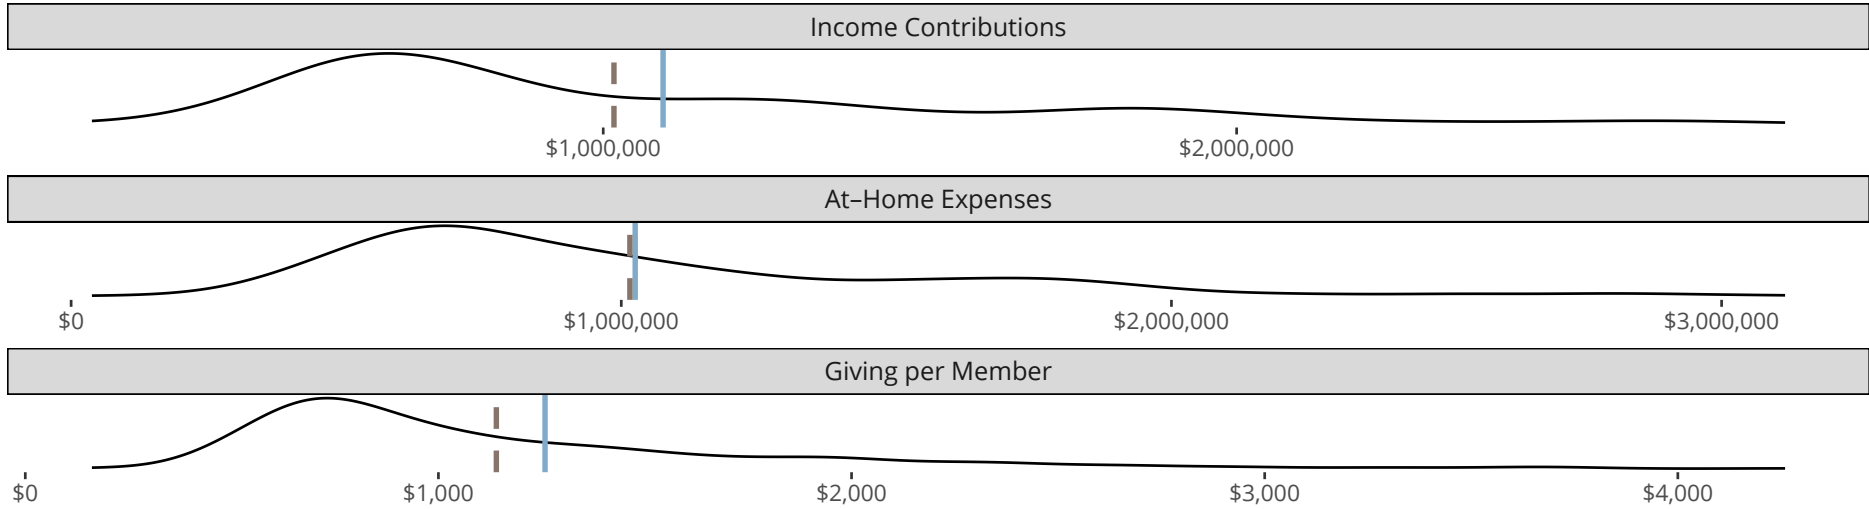 Income Contributions
$1,000,000 $2,000,000
At–Home Expenses
$0 $1,000,000 $2,000,000 $3,000,000
Giving per Member
$0 $1,000 $2,000 $3,000 $4,000